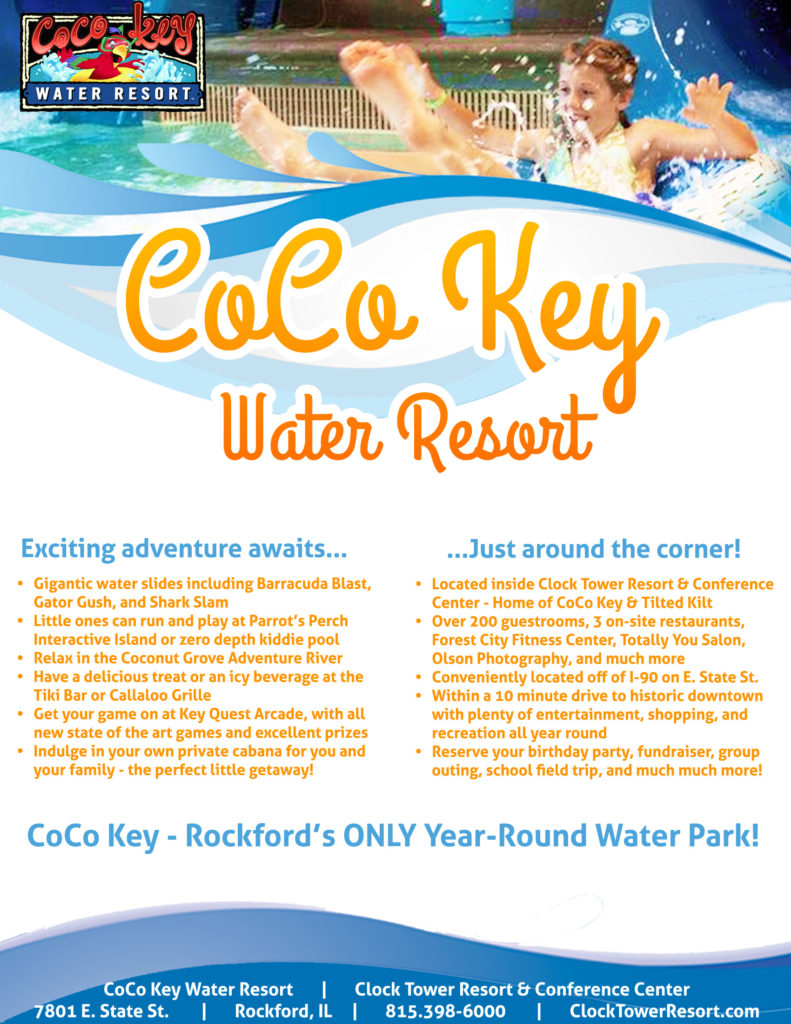 CoCo Key
WATER RESORT
CoCo Key
Water Resort
Exciting adventure awaits...
• Gigantic water slides including Barracuda Blast,
Gator Gush, and Shark Slam
• Little ones can run and play at Parrot's Perch
Interactive Island or zero depth kiddie pool
• Relax in the Coconut Grove Adventure River
• Have a delicious treat or an icy beverage at the
Tiki Bar or Callaloo Grille
• Get your game on at Key Quest Arcade, with all
new state of the art games and excellent prizes
• Indulge in your own private cabana for you and
your family - the perfect little getaway!
...Just around the corner!
• Located inside Clock Tower Resort & Conference
Center - Home of CoCo Key & Tilted Kilt
• Over 200 guestrooms, 3 on-site restaurants,
Forest City Fitness Center, Totally You Salon,
Olson Photography, and much more
• Conveniently located off of I-90 on E. State St.
• Within a 10 minute drive to historic downtown
with plenty of entertainment, shopping, and
recreation all year round
• Reserve your birthday party, fundraiser, group
outing, school field trip, and much much more!
CoCo Key - Rockford's ONLY Year-Round Water Park!
CoCo Key Water Resort | Clock Tower Resort & Conference Center
7801 E. State St. | Rockford, IL | 815.398-6000 | ClockTowerResort.com